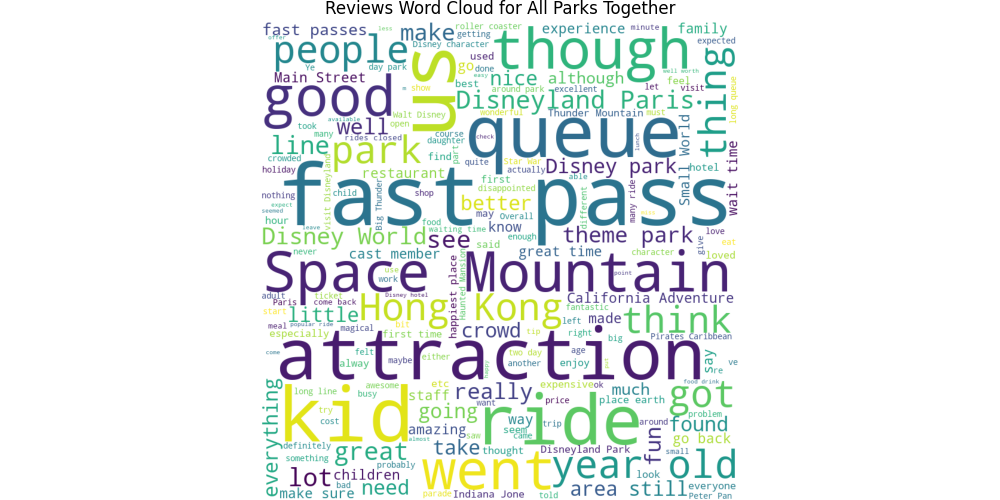 Reviews Word Cloud for All Parks Together
fast passes
make
getting
roller coaster
experience
minute
family
offer
less
people
us
Disney character
used
though
expected
Ye
day park
go
done
thing
Main Street
best
easy
nice
although
feel
well worth
good
m
show
Disneyland Paris
around park
excellent
let
visit
long queue
Walt Disney
wonderful
Thunder Mountain
must
available
well
open
queue
check
Small World
took
many
rides closed
course
daughter
lunch
line
park
find
part
quite
Star War
actually
Disney park
hotel
wait time
crowded
visit Disneyland
restaurant
first
disappointed
able
holiday
fast pass
nothing
child
Big Thunder
shop
better
different
many ride
expect
seemed
may
Overall
love
hour
food
know
give
leave
waiting time
enough
Disney World
see
said
theme park
eat
never
cast member
great time
character
loved
Space Mountain
happiest place
Haunted Mansion
point
adult
use
work
fantastic
Paris
come back
ticket
Disney hotel
Hong Kong
California Adventure
start
little
left
made
think
meal
popular ride
magical
bit
crowd
tip
right
big
Pirates Caribbean
especially
first time
attraction
come
felt
maybe
either
two day
age
say
ve
alway
another
enjoy
re
put
happy
food drink
everything
long line
awesome
busy
etc
staff
really
expensive
ok
much
got
kid
want
price
place earth
try
cost
going
ride
way
trip
around
found
problem
amazing
saw
seem
came
fun
go back
definitely
almost
great
take
thought
Disneyland Park
small
something
probably
went
year
area still
look
old
lot
children
bad
need
everyone
make sure
parade
Indiana Jone
told
Peter Pan